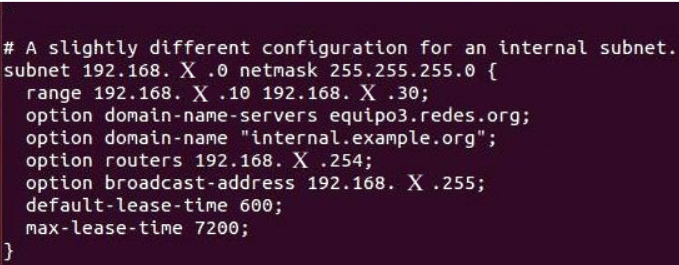 # A slightly different configuration for an internal subnet.
subnet 192.168. X .0 netmask 255.255.255.0 {
  range 192.168. X .10 192.168. X .30;
  option domain-name-servers equipo3.redes.org;
  option domain-name "internal.example.org";
  option routers 192.168. X .254;
  option broadcast-address 192.168. X .255;
  default-lease-time 600;
  max-lease-time 7200;
}